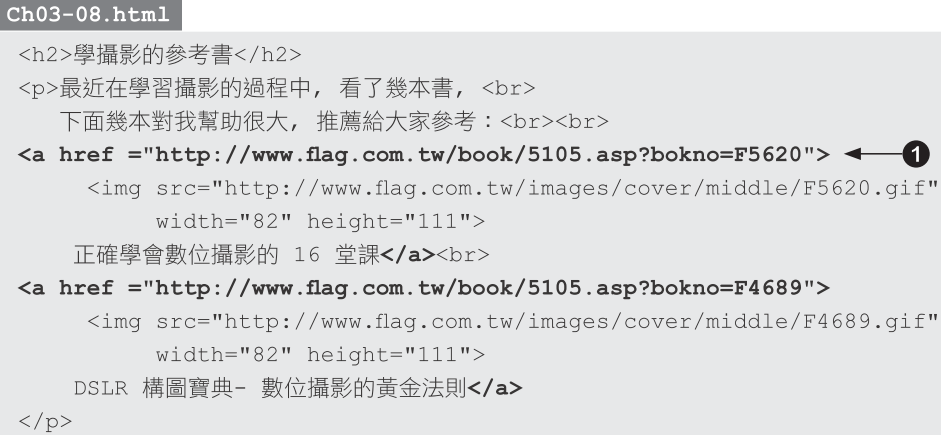 Ch03-08.html
<h2>學攝影的參考書</h2>
<p>最近在學習攝影的過程中, 看了幾本書, <br>
下面幾本對我幫助很大, 推薦給大家參考：<br><br>
<a href ="http://www.flag.com.tw/book/5105.asp?bokno=F5620"> ❶
<img src="http://www.flag.com.tw/images/cover/middle/F5620.gif"
width="82" height="111">
正確學會數位攝影的 16 堂課</a><br>
<a href ="http://www.flag.com.tw/book/5105.asp?bokno=F4689">
<img src="http://www.flag.com.tw/images/cover/middle/F4689.gif"
width="82" height="111">
DSLR 構圖寶典- 數位攝影的黃金法則</a>
</p>